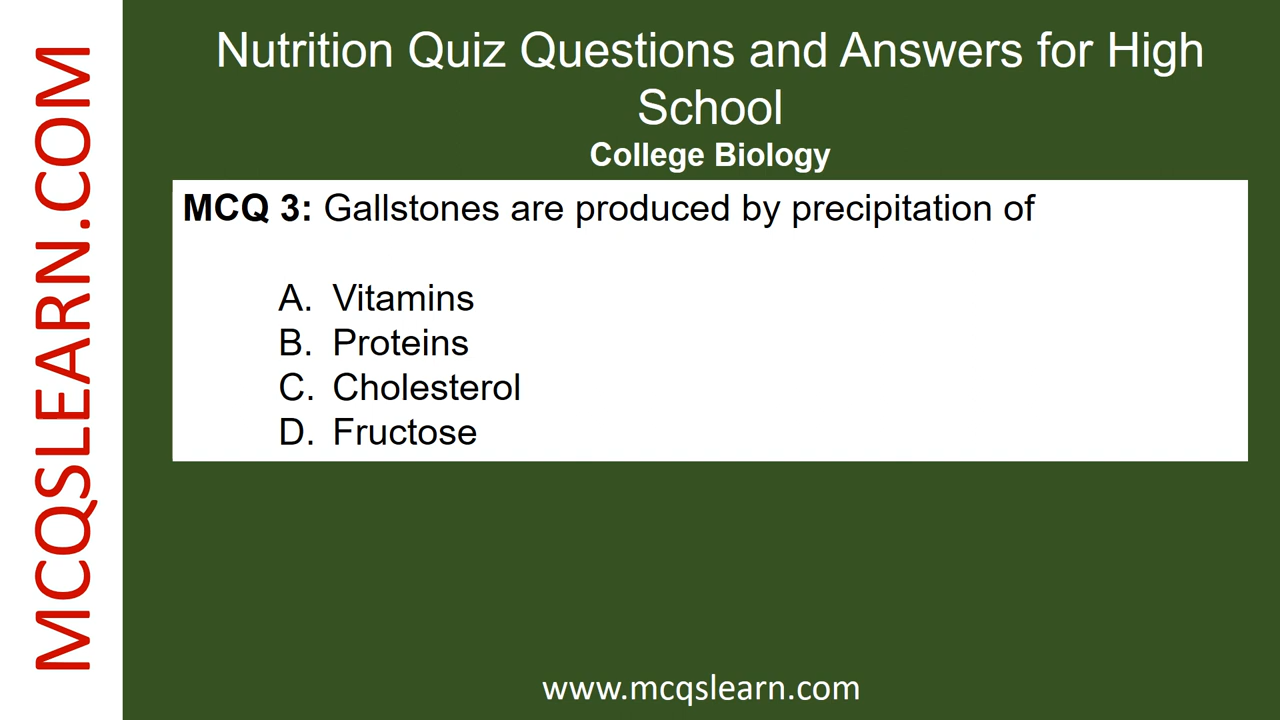 MCQSLEARN.COM
Nutrition Quiz Questions and Answers for High
School
College Biology
MCQ 3: Gallstones are produced by precipitation of
A. Vitamins
B. Proteins
C. Cholesterol
D. Fructose
www.mcqslearn.com